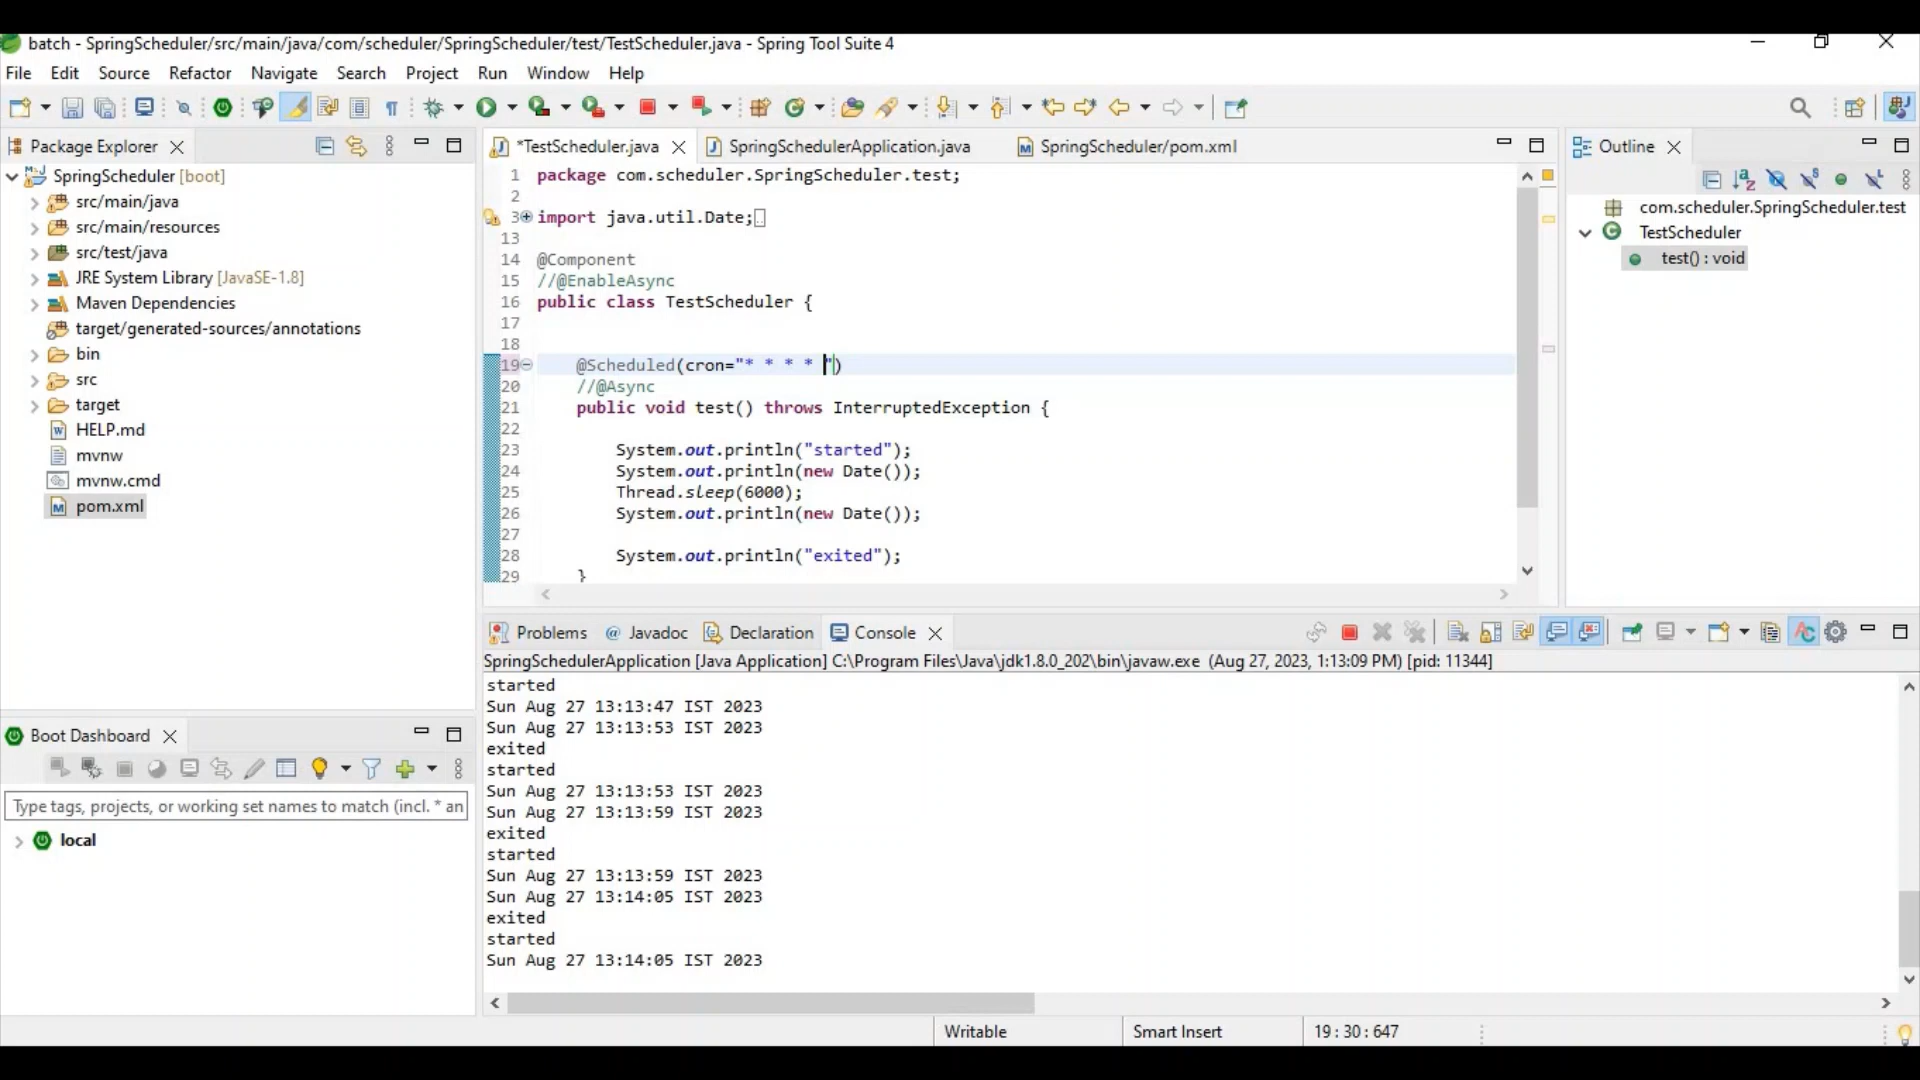 batch - SpringScheduler/src/main/java/com/scheduler/SpringScheduler/test/TestScheduler.java - Spring Tool Suite 4
File Edit Source Refactor Navigate Search Project Run Window Help
Package Explorer
SpringScheduler [boot]
src/main/java
src/main/resources
src/test/java
JRE System Library [JavaSE-1.8]
Maven Dependencies
target/generated-sources/annotations
bin
src
target
HELP.md
mvnw
mvnw.cmd
pom.xml
*TestScheduler.java
SpringSchedulerApplication.java
SpringScheduler/pom.xml
1 package com.scheduler.SpringScheduler.test;
2
3 import java.util.Date;
13
14 @Component
15 //@EnableAsync
16 public class TestScheduler {
17
18
19 @Scheduled(cron="* * * * ")
20 //@Async
21 public void test() throws InterruptedException {
22
23 System.out.println("started");
24 System.out.println(new Date());
25 Thread.sleep(6000);
26 System.out.println(new Date());
27
28 System.out.println("exited");
29 }
Outline
com.scheduler.SpringScheduler.test
TestScheduler
test() : void
Problems @ Javadoc Declaration Console
SpringSchedulerApplication [Java Application] C:\Program Files\Java\jdk1.8.0_202\bin\javaw.exe (Aug 27, 2023, 1:13:09 PM) [pid: 11344]
started
Sun Aug 27 13:13:47 IST 2023
Sun Aug 27 13:13:53 IST 2023
exited
started
Sun Aug 27 13:13:53 IST 2023
Sun Aug 27 13:13:59 IST 2023
exited
started
Sun Aug 27 13:13:59 IST 2023
Sun Aug 27 13:14:05 IST 2023
exited
started
Sun Aug 27 13:14:05 IST 2023
Boot Dashboard
Type tags, projects, or working set names to match (incl. * an
local
Writable
Smart Insert
19 : 30 : 647